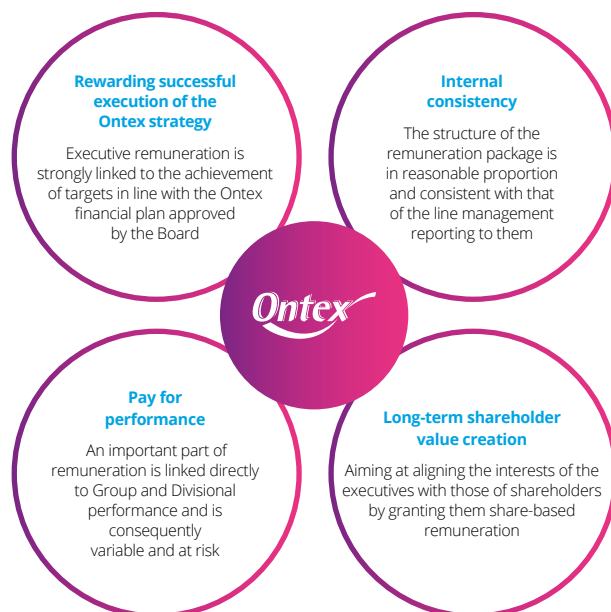 Rewarding successful
execution of the
Ontex strategy
Executive remuneration is
strongly linked to the achievement
of targets in line with the Ontex
financial plan approved
by the Board
Internal
consistency
The structure of the
remuneration package is
in reasonable proportion
and consistent with that
of the line management
reporting to them
Ontex
Pay for
performance
An important part of
remuneration is linked directly
to Group and Divisional
performance and is
consequently
variable and at risk
Long-term shareholder
value creation
Aiming at aligning the interests of the
executives with those of shareholders
by granting them share-based
remuneration